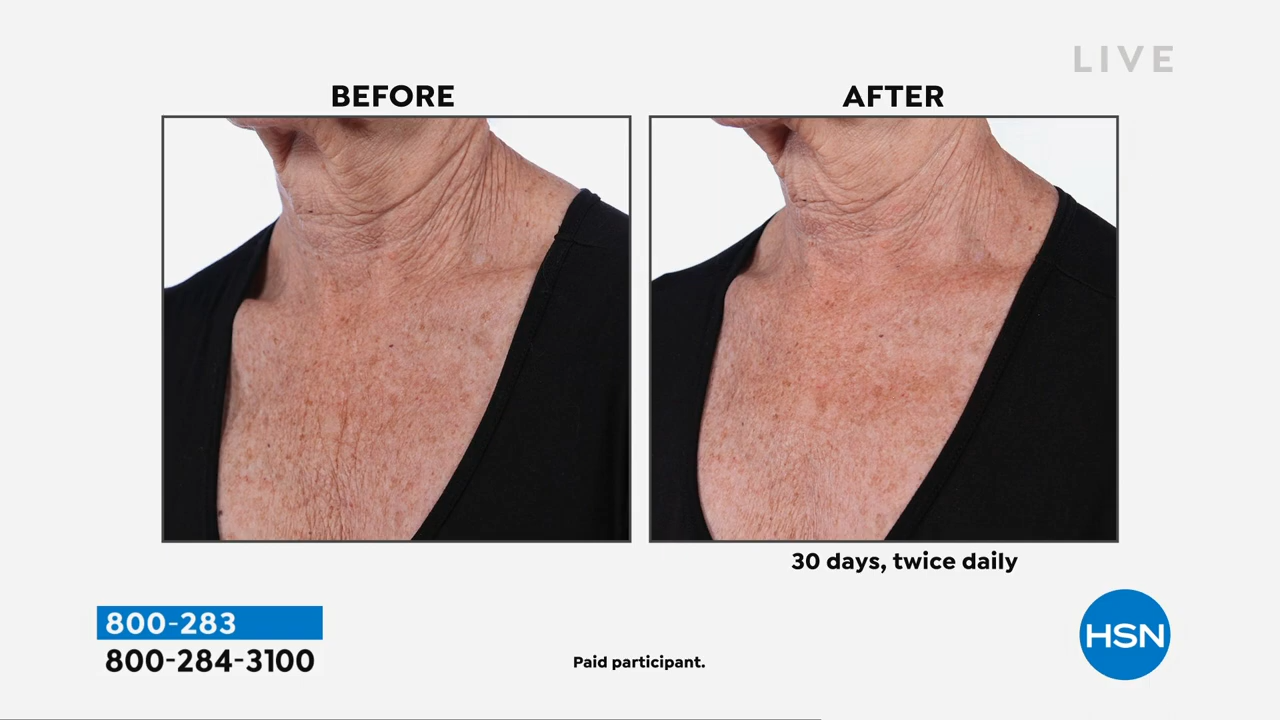 LIVE
BEFORE
AFTER
30 days, twice daily
800-283
800-284-3100
Paid participant.
HSN